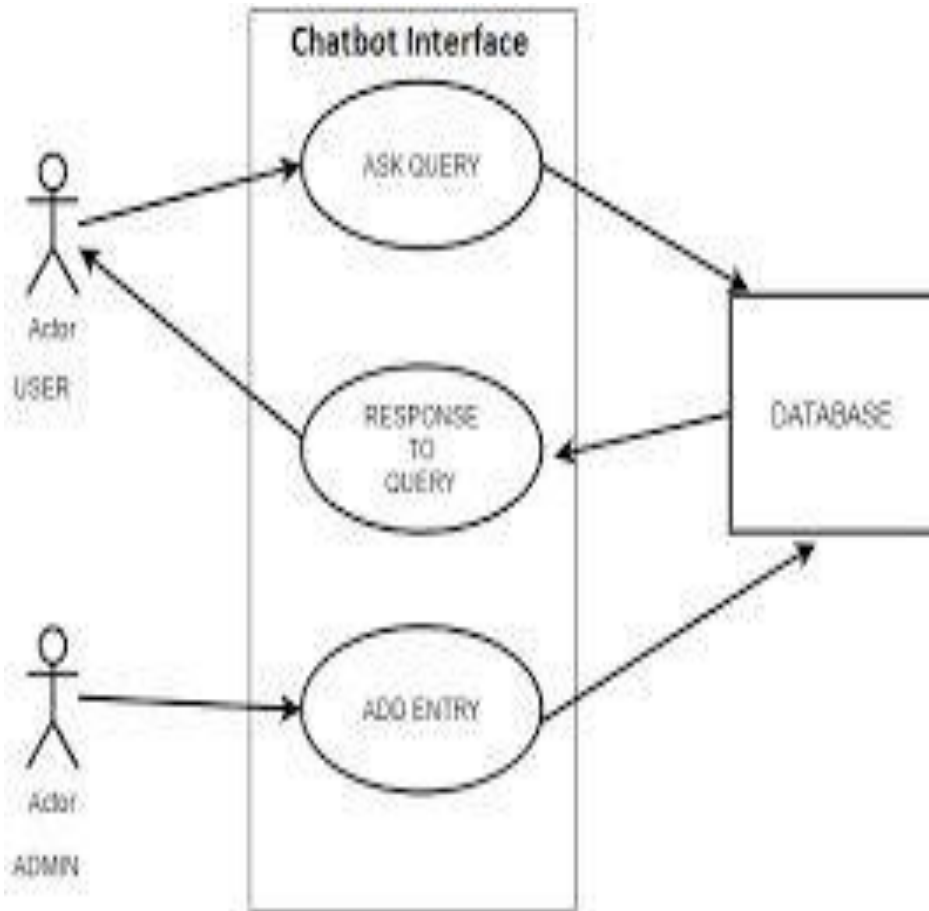 Chatbot Interface
ASK QUERY
Actor
USER
RESPONSE
TO
QUERY
DATABASE
ADD ENTRY
Actor
ADMIN